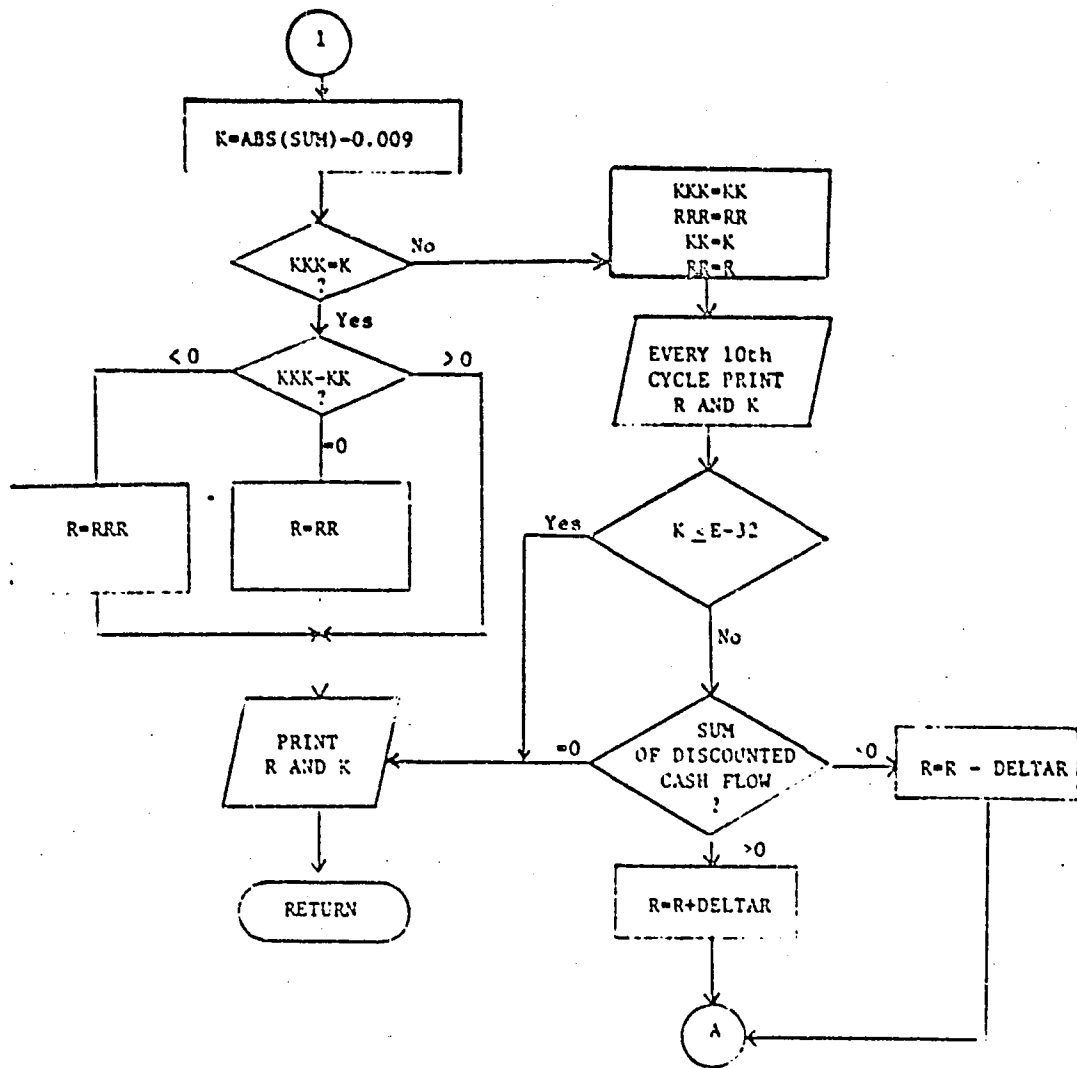 1
K=ABS(SUM)-0.009
KKK=K
?
No
KKK=KK
RRR=RR
KK=K
RR=R
Yes
EVERY 10th
CYCLE PRINT
R AND K
<0
KKK-KK
?
>0
=0
R=RRR
R=RR
Yes
K ≤E-32
No
PRINT
R AND K
=0
SUM
OF DISCOUNTED
CASH FLOW
?
<0
R=R - DELTAR
>0
R=R+DELTAR
RETURN
A